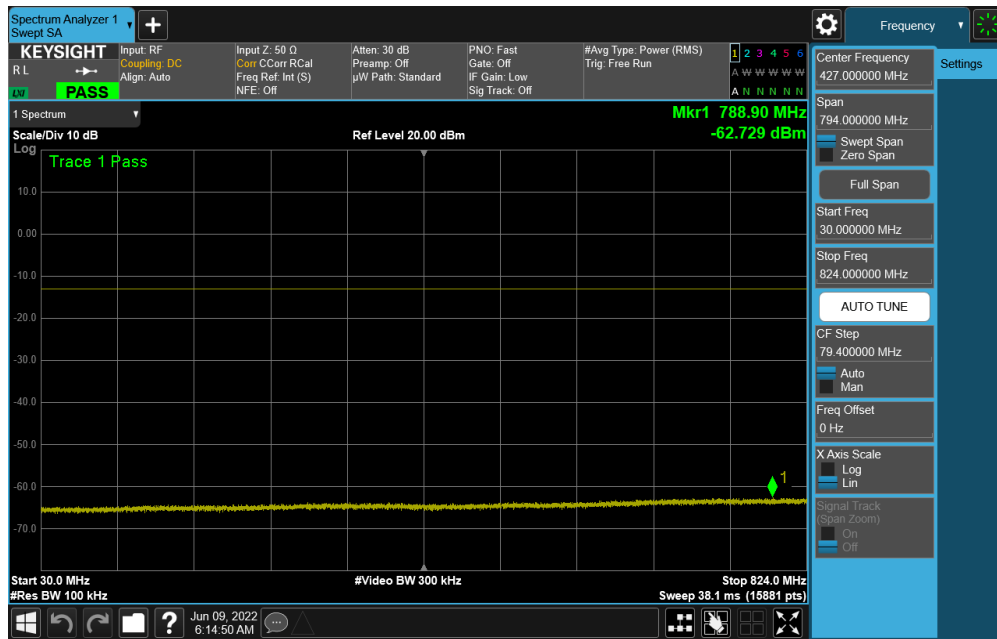 Spectrum Analyzer 1
Swept SA
Frequency
KEYSIGHT
R L
LXI
PASS
Input: RF
Coupling: DC
Align: Auto
Input Z: 50 Ω
Corr CCorr RCal
Freq Ref: Int (S)
NFE: Off
Atten: 30 dB
Preamp: Off
µW Path: Standard
PNO: Fast
Gate: Off
IF Gain: Low
Sig Track: Off
#Avg Type: Power (RMS)
Trig: Free Run
1 2 3 4 5 6
A W W W W W
A N N N N N
1 Spectrum
Scale/Div 10 dB
Log
Ref Level 20.00 dBm
Mkr1 788.90 MHz
-62.729 dBm
Trace 1 Pass
10.0
0.00
-10.0
-20.0
-30.0
-40.0
-50.0
-60.0
-70.0
1
Start 30.0 MHz
#Res BW 100 kHz
#Video BW 300 kHz
Stop 824.0 MHz
Sweep 38.1 ms (15881 pts)
Center Frequency
427.000000 MHz
Settings
Span
794.000000 MHz
Swept Span
Zero Span
Full Span
Start Freq
30.000000 MHz
Stop Freq
824.000000 MHz
AUTO TUNE
CF Step
79.400000 MHz
Auto
Man
Freq Offset
0 Hz
X Axis Scale
Log
Lin
Signal Track
(Span Zoom)
On
Off
?
Jun 09, 2022
6:14:50 AM